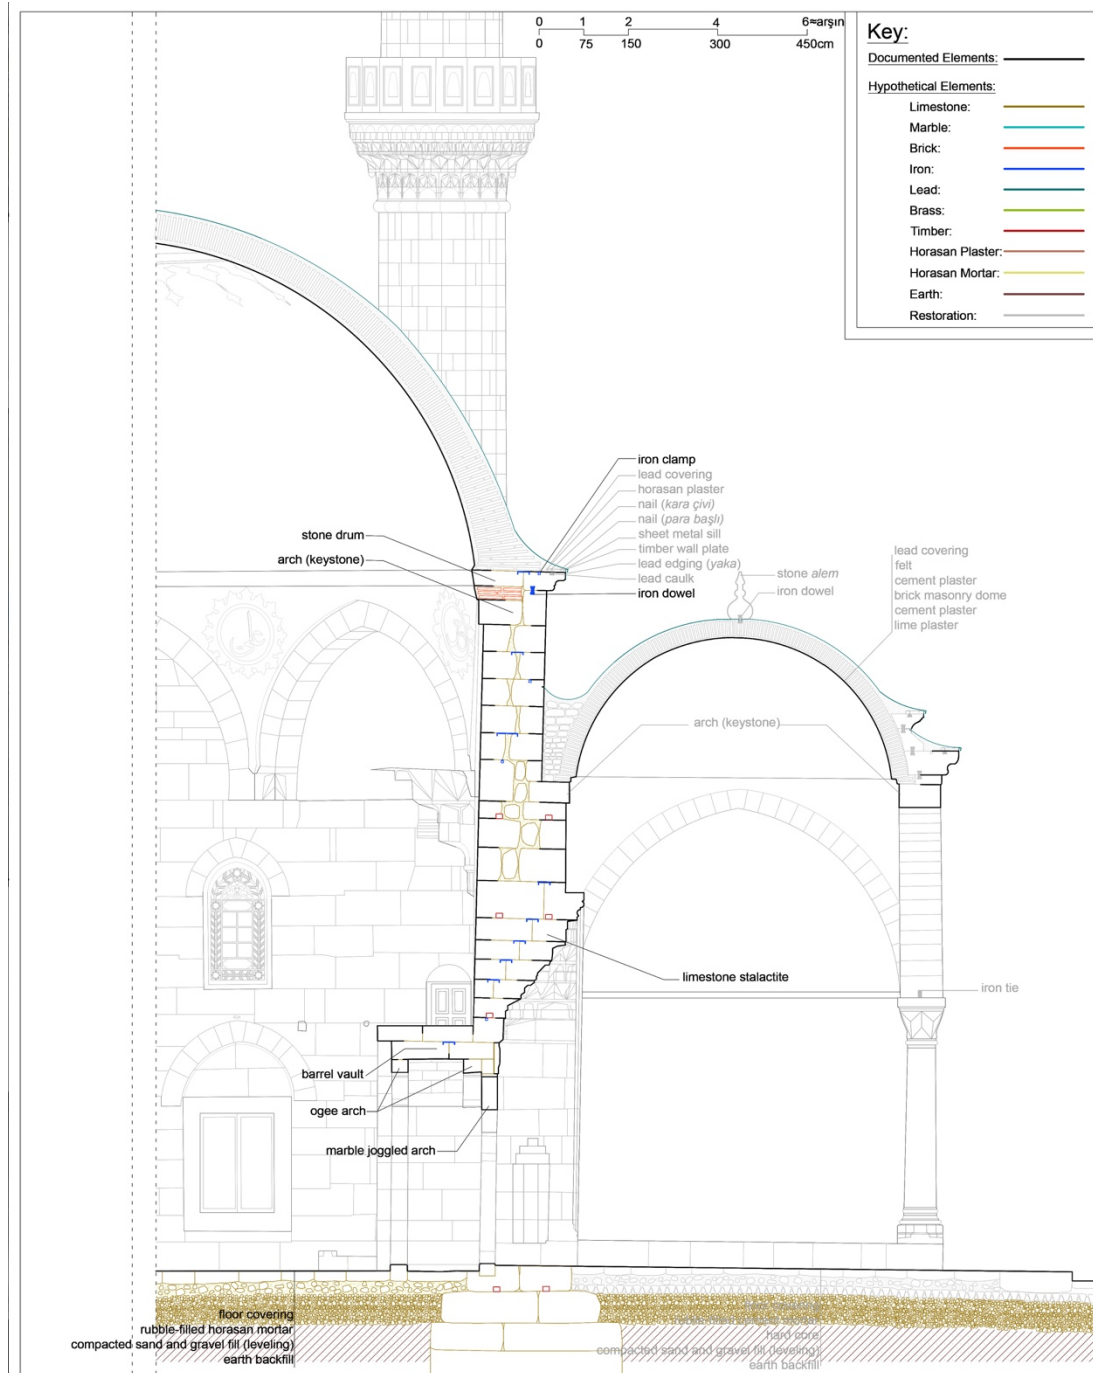 0 1 2 4 6≈arşın
0 75 150 300 450cm
Key:
Documented Elements:
Hypothetical Elements:
Limestone:
Marble:
Brick:
Iron:
Lead:
Brass:
Timber:
Horasan Plaster:
Horasan Mortar:
Earth:
Restoration:
iron clamp
lead covering
horasan plaster
nail (kara çivi)
nail (para başlı)
sheet metal sill
timber wall plate
lead edging (yaka)
lead caulk
iron dowel
stone drum
arch (keystone)
stone alem
iron dowel
lead covering
felt
cement plaster
brick masonry dome
cement plaster
lime plaster
arch (keystone)
limestone stalactite
iron tie
barrel vault
ogee arch
marble joggled arch
floor covering
rubble-filled horasan mortar
compacted sand and gravel fill (leveling)
earth backfill
hard core
compacted sand and gravel fill (leveling)
earth backfill